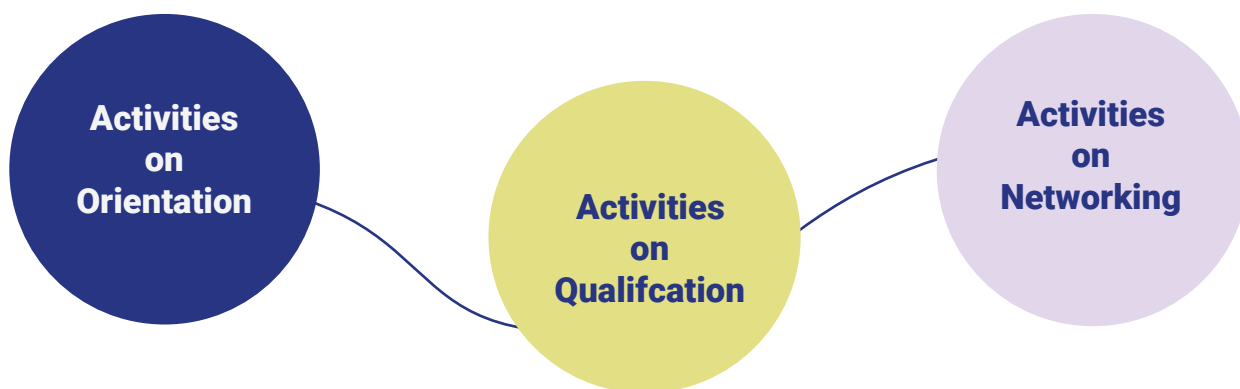 Activities
on
Orientation
Activities
on
Qualifcation
Activities
on
Networking